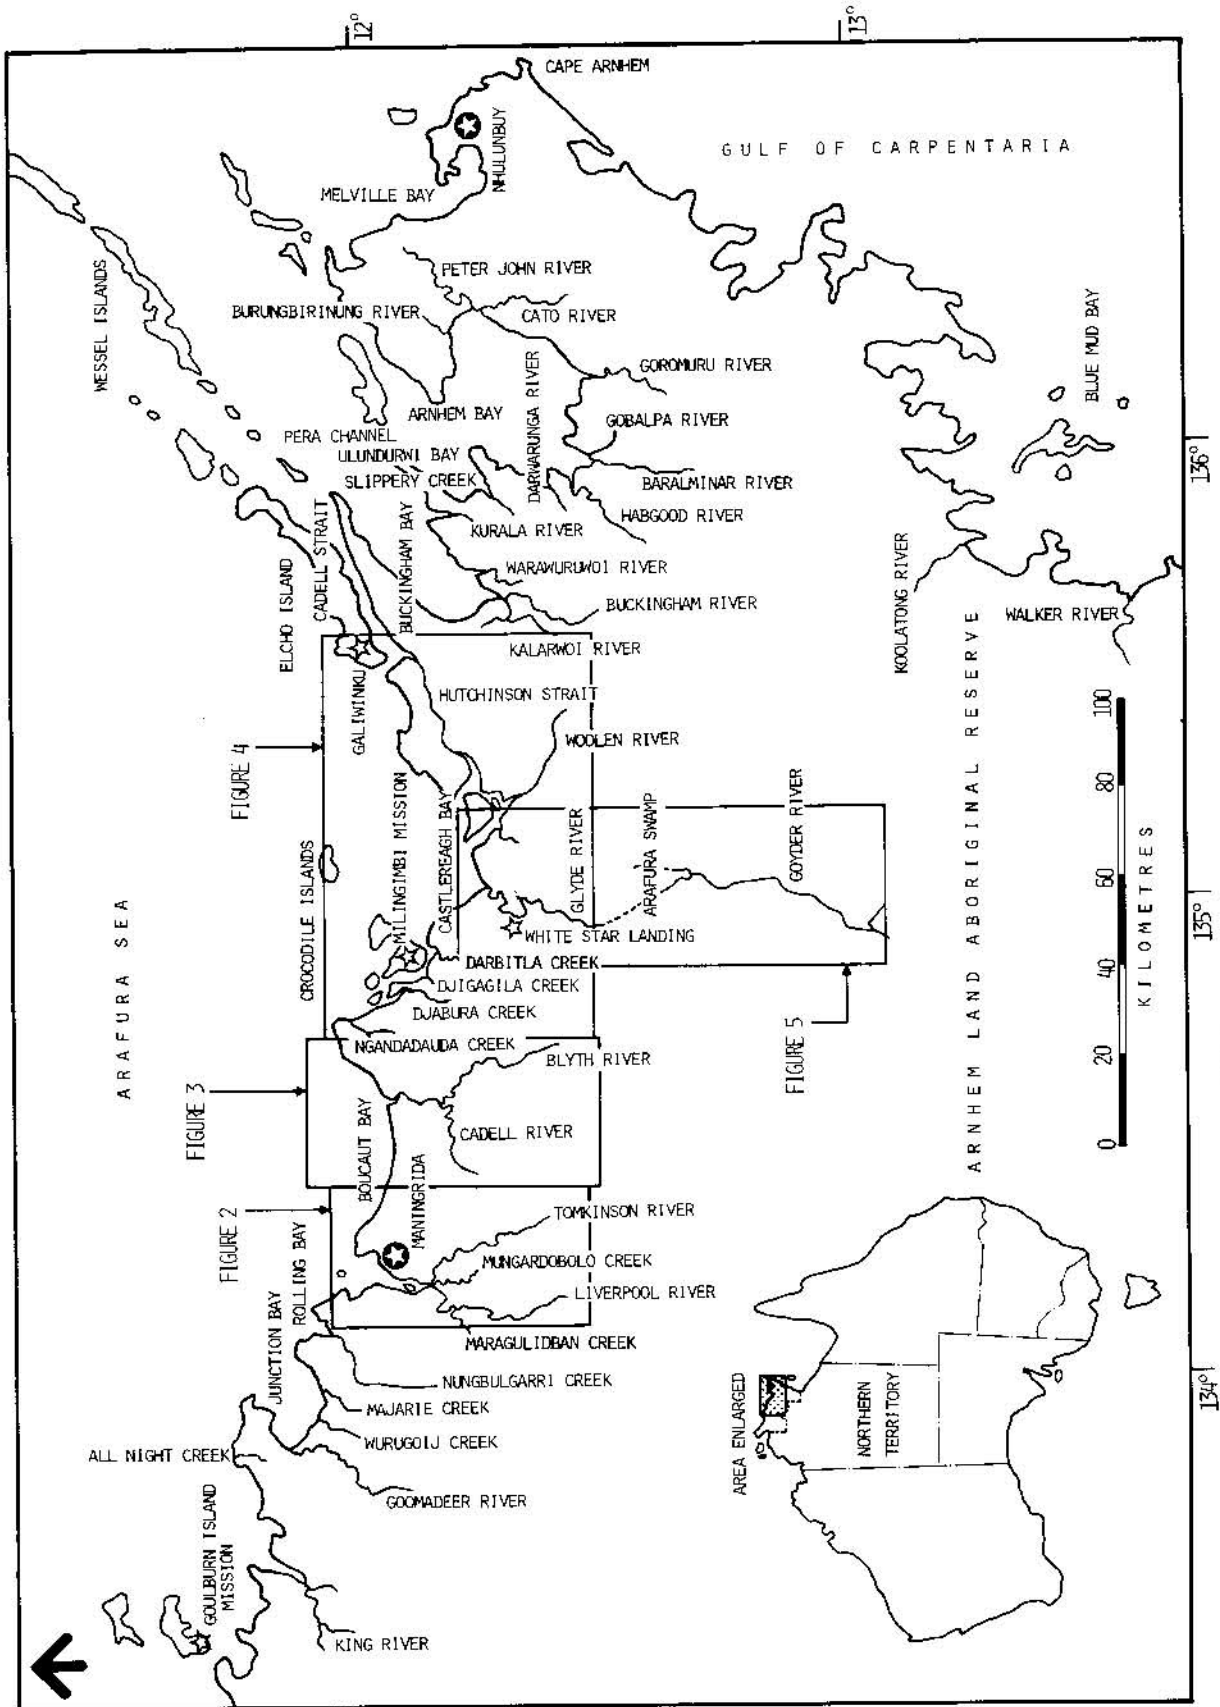 12°
13°
CAPE ARNHEM
NHULUNBUY
GULF OF CARPENTARIA
MELVILLE BAY
WESSEL ISLANDS
PETER JOHN RIVER
BURUNGBIRINUNG RIVER
CATO RIVER
GOROMURU RIVER
DARWARUNGA RIVER
ARNHEM BAY
GOBALPA RIVER
BLUE MUD BAY
PERA CHANNEL
ULUNDURWI BAY
SLIPPERY CREEK
BARALMINAR RIVER
136°
HABGOOD RIVER
KURALA RIVER
CADELL STRAIT
ELCHO ISLAND
BUCKINGHAM BAY
WARAWURUWOI RIVER
BUCKINGHAM RIVER
KOOLATONG RIVER
WALKER RIVER
KALARWOI RIVER
GALIWINKU
HUTCHINSON STRAIT
WOOLEN RIVER
FIGURE 4
MILINGIMBI MISSION
CASTLEREAGH BAY
GLYDE RIVER
ARAFURA SWAMP
GOYDER RIVER
CROCODILE ISLANDS
WHITE STAR LANDING
DARBITLA CREEK
DJIGAGILA CREEK
DJABURA CREEK
NGANDADAUDA CREEK
FIGURE 5
ARAFURA SEA
135°
ARNHEM LAND ABORIGINAL RESERVE
0 20 40 60 80 100
KILOMETRES
FIGURE 3
BLYTH RIVER
CADELL RIVER
BOUCAUT BAY
MANINGRIDA
FIGURE 2
TOMKINSON RIVER
MUNGARDOBOLO CREEK
LIVERPOOL RIVER
ROLLING BAY
MARAGULIDBAN CREEK
JUNCTION BAY
NUNGBULGARRI CREEK
MAJARIE CREEK
WURUGOIJ CREEK
ALL NIGHT CREEK
GOOMADEER RIVER
GOULBURN ISLAND
MISSION
KING RIVER
AREA ENLARGED
NORTHERN
TERRITORY
134°